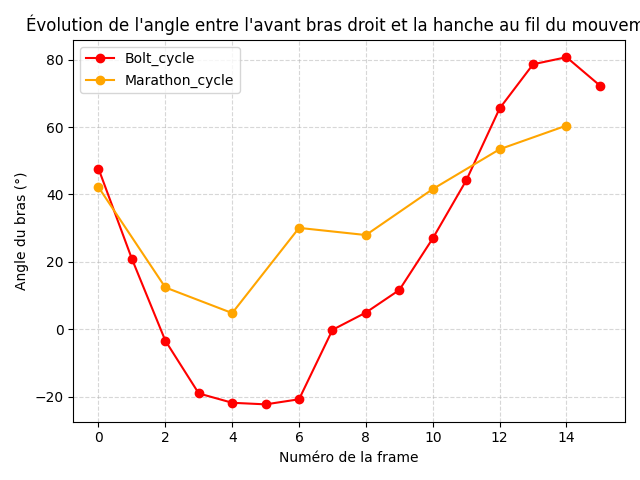 Évolution de l'angle entre l'avant bras droit et la hanche au fil du mouvem
Bolt_cycle
Marathon_cycle
80
60
40
20
0
−20
Angle du bras (°)
0 2 4 6 8 10 12 14
Numéro de la frame